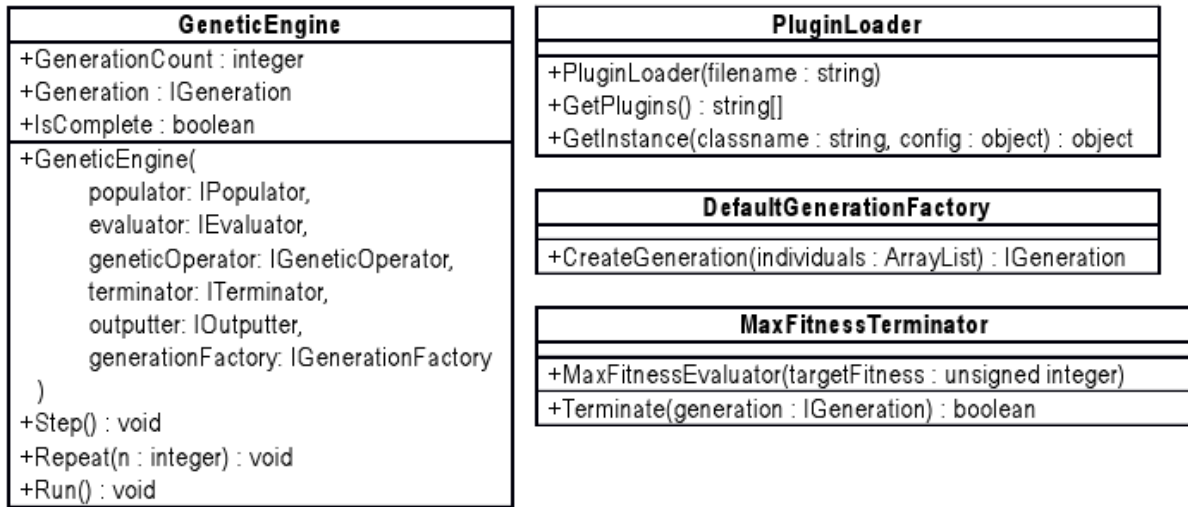 GeneticEngine
+GenerationCount : integer
+Generation : IGeneration
+IsComplete : boolean
+GeneticEngine(
populator: IPopulator,
evaluator: IEvaluator,
geneticOperator: IGeneticOperator,
terminator: ITerminator,
outputter: IOutputter,
generationFactory: IGenerationFactory
)
+Step() : void
+Repeat(n : integer) : void
+Run() : void
PluginLoader
+PluginLoader(filename : string)
+GetPlugins() : string[]
+GetInstance(classname : string, config : object) : object
DefaultGenerationFactory
+CreateGeneration(individuals : ArrayList) : IGeneration
MaxFitnessTerminator
+MaxFitnessEvaluator(targetFitness : unsigned integer)
+Terminate(generation : IGeneration) : boolean